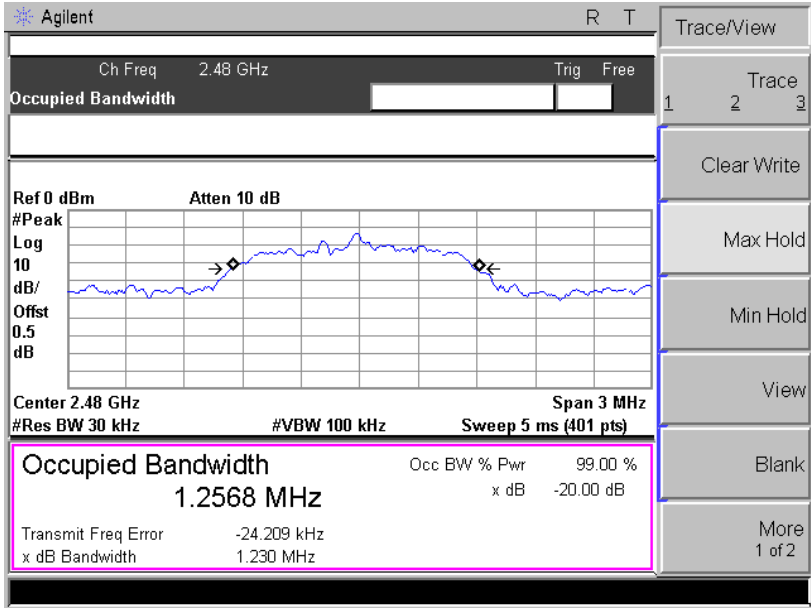 Agilent
R T
Trace/View
Ch Freq 2.48 GHz
Trig Free
Occupied Bandwidth
Trace
1 2 3
Clear Write
Max Hold
Min Hold
View
Blank
More
1 of 2
Ref 0 dBm
Atten 10 dB
#Peak
Log
10
dB/
Offst
0.5
dB
Center 2.48 GHz
Span 3 MHz
#Res BW 30 kHz
#VBW 100 kHz
Sweep 5 ms (401 pts)
Occupied Bandwidth
1.2568 MHz
Occ BW % Pwr 99.00 %
x dB -20.00 dB
Transmit Freq Error -24.209 kHz
x dB Bandwidth 1.230 MHz